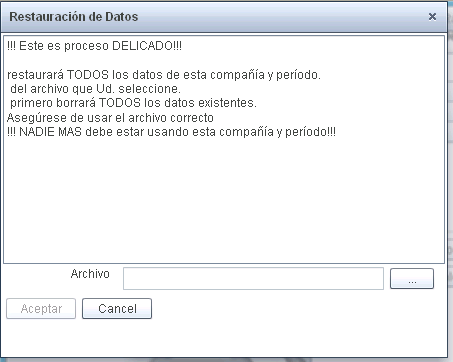 Restauración de Datos
!!! Este es proceso DELICADO!!!
restaurará TODOS los datos de esta compañía y período.
del archivo que Ud. seleccione.
primero borrará TODOS los datos existentes.
Asegúrese de usar el archivo correcto
!!! NADIE MAS debe estar usando esta compañía y período!!!
Archivo
...
Aceptar Cancel